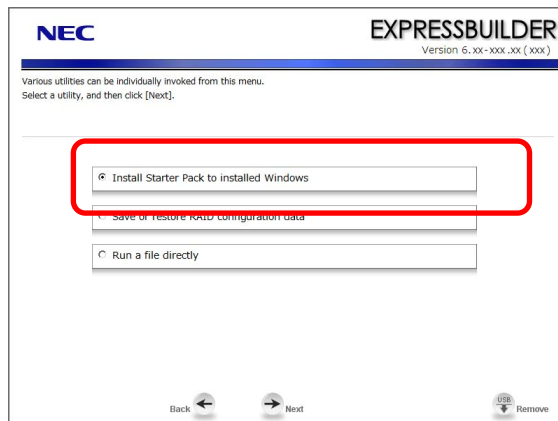 NEC
EXPRESSBUILDER
Version 6.xx-xxx.xx (xxx)
Various utilities can be individually invoked from this menu.
Select a utility, and then click [Next].
Install Starter Pack to installed Windows
Save or restore RAID configuration data
Run a file directly
Back
Next
USB
Remove